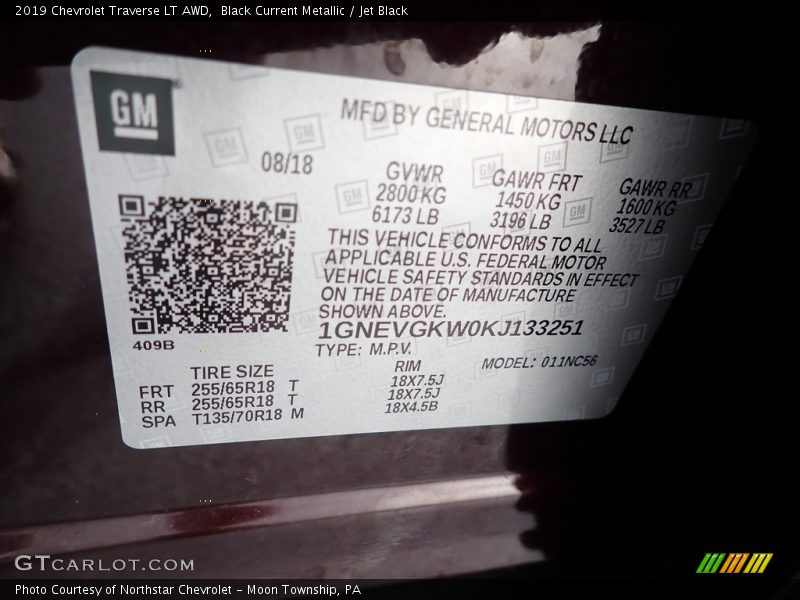 2019 Chevrolet Traverse LT AWD,  Black Current Metallic / Jet Black
GM
MFD BY GENERAL MOTORS LLC
08/18
GVWR GAWR FRT GAWR RR
2800 KG 1450 KG 1600 KG
6173 LB 3196 LB 3527 LB
THIS VEHICLE CONFORMS TO ALL
APPLICABLE U.S. FEDERAL MOTOR
VEHICLE SAFETY STANDARDS IN EFFECT
ON THE DATE OF MANUFACTURE
SHOWN ABOVE.
1GNEVGKW0KJ133251
409B
TYPE: M.P.V. MODEL: 011NC56
TIRE SIZE RIM
FRT 255/65R18 T 18X7.5J
RR 255/65R18 T 18X7.5J
SPA T135/70R18 M 18X4.5B
GTCARLOT.COM
Photo Courtesy of Northstar Chevrolet – Moon Township, PA